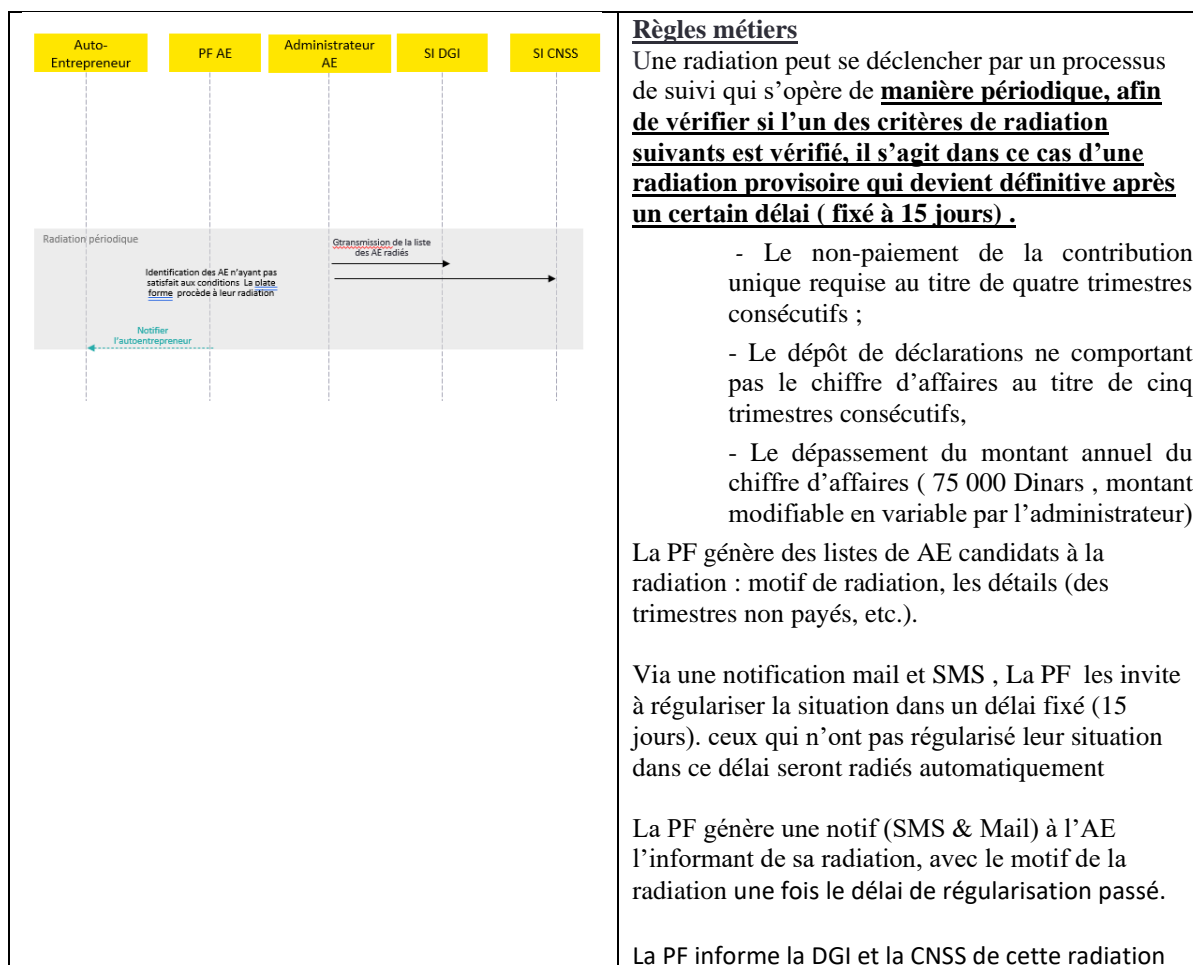 Auto-
Entrepreneur
PF AE
Administrateur
AE
SI DGI
SI CNSS
Radiation périodique
Gtransmission de la liste
des AE radiés
Identification des AE n'ayant pas
satisfait aux conditions La plate
forme procède à leur radiation
Notifier
l'autoentrepreneur
Règles métiers
Une radiation peut se déclencher par un processus
de suivi qui s'opère de manière périodique, afin
de vérifier si l'un des critères de radiation
suivants est vérifié, il s'agit dans ce cas d'une
radiation provisoire qui devient définitive après
un certain délai ( fixé à 15 jours) .
- Le non-paiement de la contribution
unique requise au titre de quatre trimestres
consécutifs ;
- Le dépôt de déclarations ne comportant
pas le chiffre d'affaires au titre de cinq
trimestres consécutifs,
- Le dépassement du montant annuel du
chiffre d'affaires ( 75 000 Dinars , montant
modifiable en variable par l'administrateur)
La PF génère des listes de AE candidats à la
radiation : motif de radiation, les détails (des
trimestres non payés, etc.).
Via une notification mail et SMS , La PF les invite
à régulariser la situation dans un délai fixé (15
jours). ceux qui n'ont pas régularisé leur situation
dans ce délai seront radiés automatiquement
La PF génère une notif (SMS & Mail) à l'AE
l'informant de sa radiation, avec le motif de la
radiation une fois le délai de régularisation passé.
La PF informe la DGI et la CNSS de cette radiation